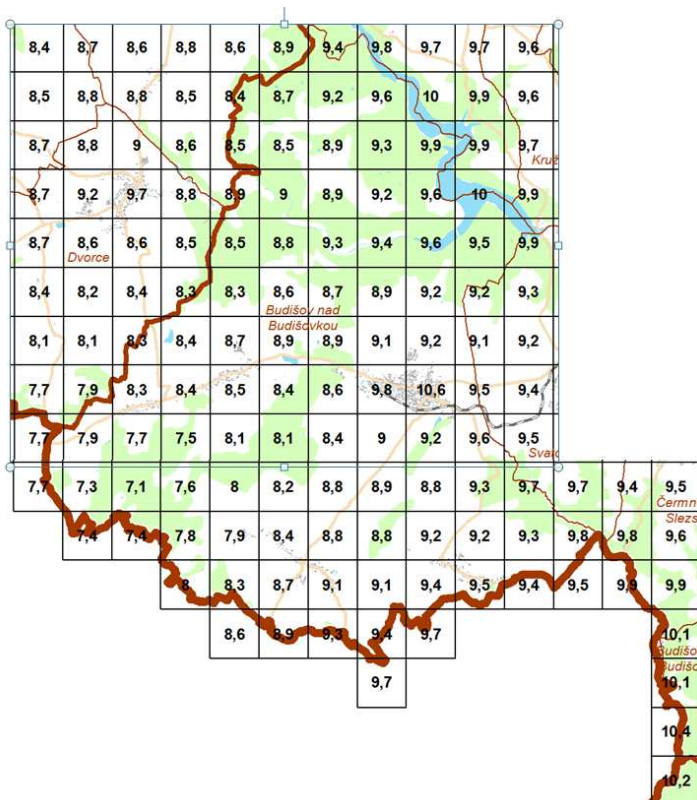 8,4 8,7 8,6 8,8 8,6 8,9 9,4 9,8 9,7 9,7 9,6
8,5 8,8 8,8 8,5 8,4 8,7 9,2 9,6 10 9,9 9,6
8,7 8,8 9 8,6 8,5 8,5 8,9 9,3 9,9 9,9 9,7
Kruž
8,7 9,2 9,7 8,8 8,9 9 8,9 9,2 9,6 10 9,9
8,7 8,6 8,6 8,5 8,5 8,8 9,3 9,4 9,6 9,5 9,9
Dvorce
8,4 8,2 8,4 8,3 8,3 8,6 8,7 8,9 9,2 9,2 9,3
Budišov nad
Budišovkou
8,1 8,1 8,3 8,4 8,7 8,9 8,9 9,1 9,2 9,1 9,2
7,7 7,9 8,3 8,4 8,5 8,4 8,6 9,8 10,6 9,5 9,4
7,7 7,9 7,7 7,5 8,1 8,1 8,4 9 9,2 9,6 9,5
7,7 7,3 7,1 7,6 8 8,2 8,8 8,9 8,8 9,3 9,7 9,7 9,4 9,5
7,4 7,4 7,8 7,9 8,4 8,8 8,8 9,2 9,2 9,3 9,8 9,8 9,6
8 8,3 8,7 9,1 9,1 9,4 9,5 9,4 9,5 9,9 9,9
8,6 8,9 9,3 9,4 9,7 10,1
9,7 10,1
10,4
10,2